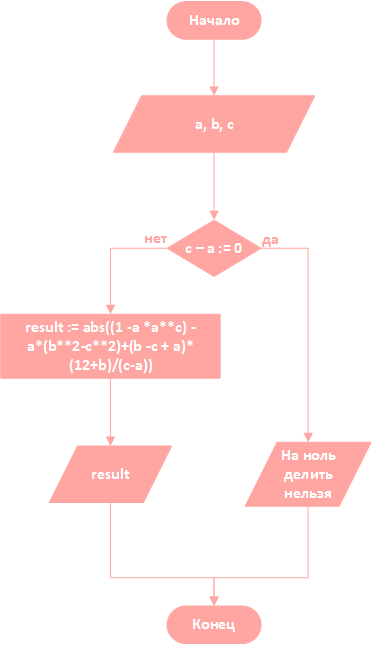 Начало
a, b, c
нет
да
c – a := 0
result := abs((1 -a *a**c) -
a*(b**2-c**2)+(b -c + a)*
(12+b)/(c-a))
result
На ноль
делить
нельзя
Конец